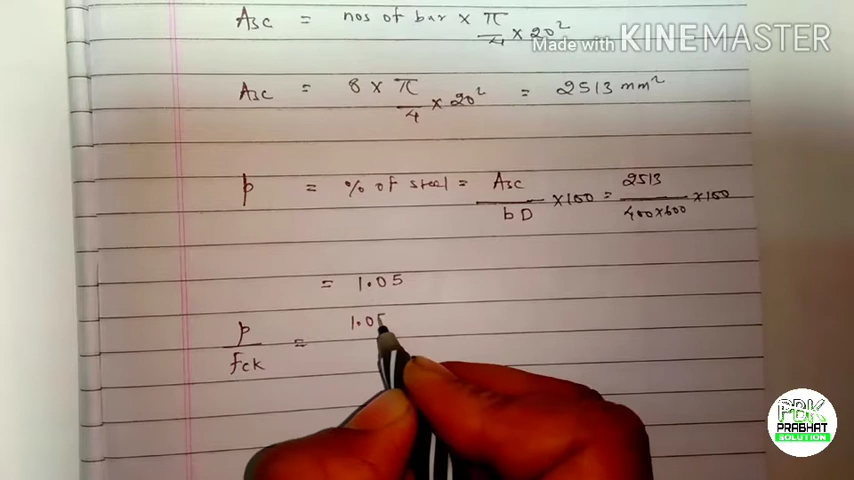 Asc = nos of bar × π/4 × 20²
Made with KINEMASTER
Asc = 8 × π/4 × 20² = 2513 mm²
p = % of steel = Asc/bD × 100 = 2513/400×600 × 100
= 1.05
p/fck = 1.05
PBK
PRABHAT
SOLUTION